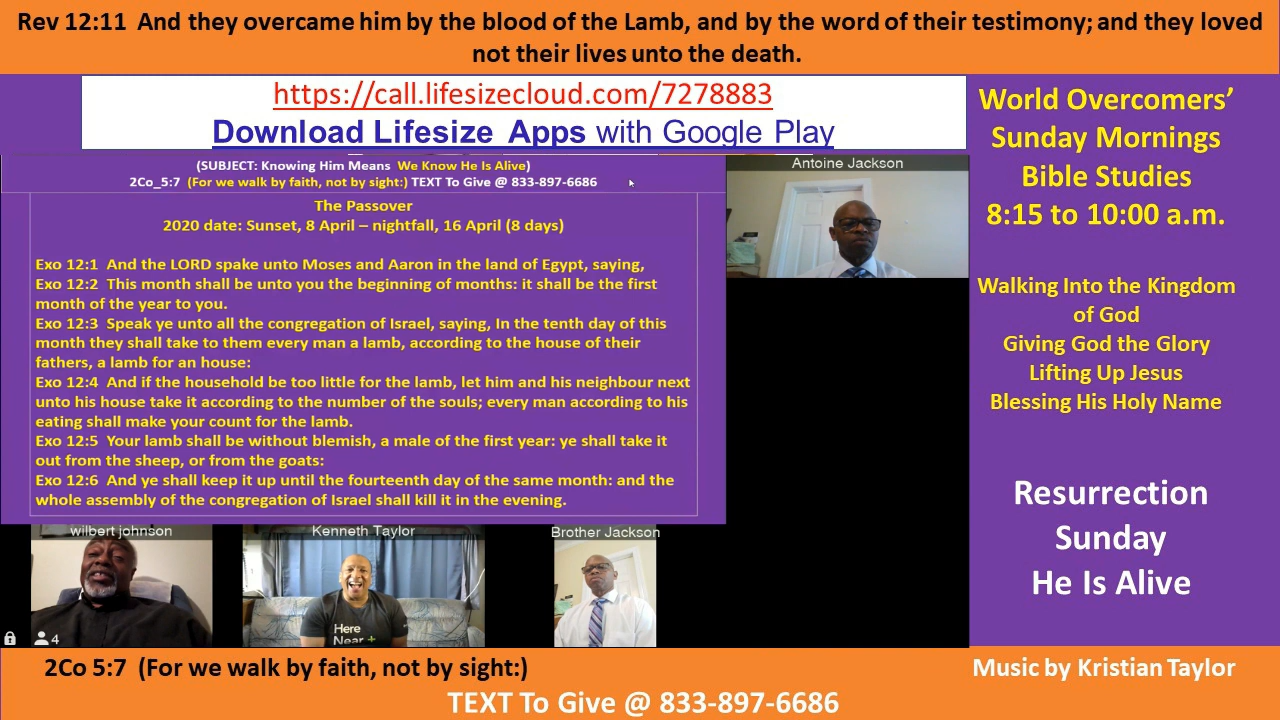 Rev 12:11  And they overcame him by the blood of the Lamb, and by the word of their testimony; and they loved
not their lives unto the death.
https://call.lifesizecloud.com/7278883
Download Lifesize Apps with Google Play
(SUBJECT: Knowing Him Means We Know He Is Alive)
2Co_5:7 (For we walk by faith, not by sight:) TEXT To Give @ 833-897-6686
The Passover
2020 date: Sunset, 8 April – nightfall, 16 April (8 days)
Exo 12:1 And the LORD spake unto Moses and Aaron in the land of Egypt, saying,
Exo 12:2 This month shall be unto you the beginning of months: it shall be the first
month of the year to you.
Exo 12:3 Speak ye unto all the congregation of Israel, saying, In the tenth day of this
month they shall take to them every man a lamb, according to the house of their
fathers, a lamb for an house:
Exo 12:4 And if the household be too little for the lamb, let him and his neighbour next
unto his house take it according to the number of the souls; every man according to his
eating shall make your count for the lamb.
Exo 12:5 Your lamb shall be without blemish, a male of the first year: ye shall take it
out from the sheep, or from the goats:
Exo 12:6 And ye shall keep it up until the fourteenth day of the same month: and the
whole assembly of the congregation of Israel shall kill it in the evening.
Antoine Jackson
wilbert johnson
Kenneth Taylor
Brother Jackson
Here
Near +
4
World Overcomers'
Sunday Mornings
Bible Studies
8:15 to 10:00 a.m.
Walking Into the Kingdom
of God
Giving God the Glory
Lifting Up Jesus
Blessing His Holy Name
Resurrection
Sunday
He Is Alive
2Co 5:7 (For we walk by faith, not by sight:)
Music by Kristian Taylor
TEXT To Give @ 833-897-6686